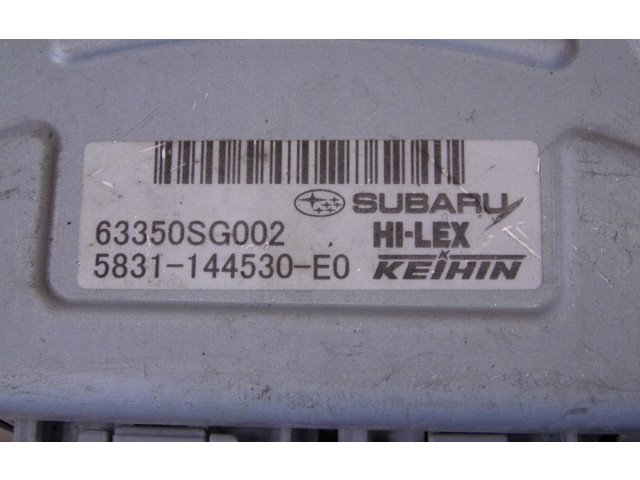 SUBARU
63350SG002 HI-LEX
5831-144530-E0 KEIHIN